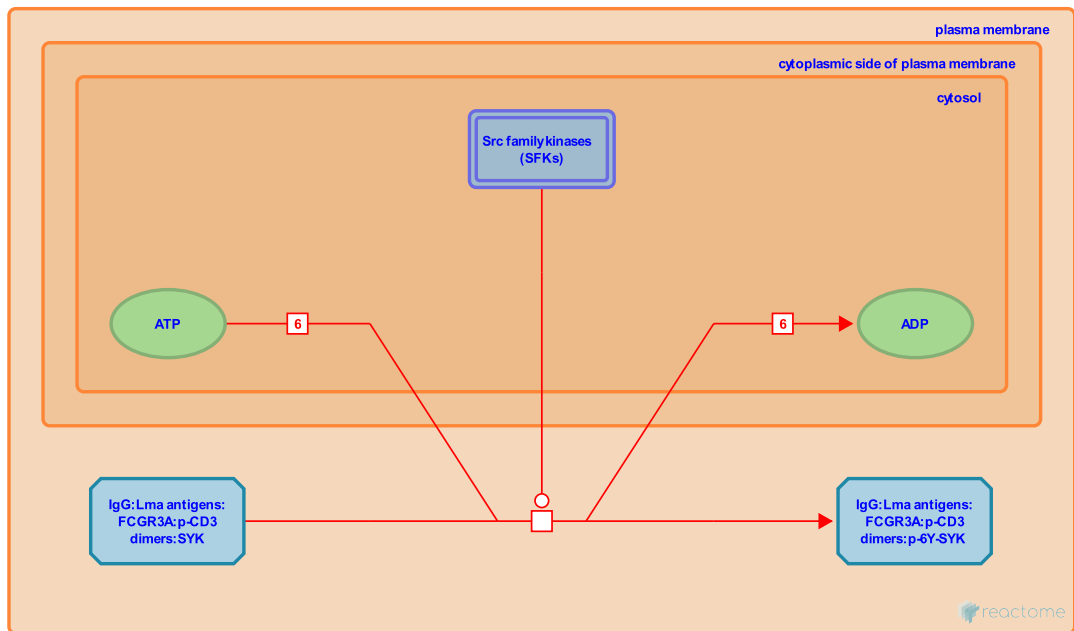 plasma membrane
cytoplasmic side of plasma membrane
cytosol
Src family kinases
(SFKs)
ATP
6
6
ADP
IgG:Lma antigens:
FCGR3A:p-CD3
dimers:SYK
IgG:Lma antigens:
FCGR3A:p-CD3
dimers:p-6Y-SYK
reactome